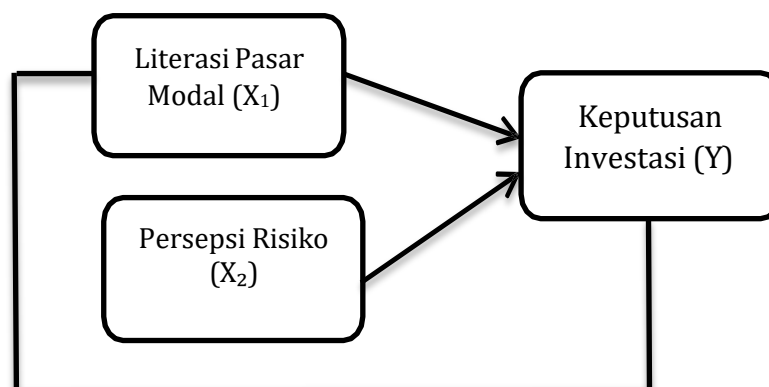 Literasi Pasar
Modal (X₁)
Keputusan
Investasi (Y)
Persepsi Risiko
(X₂)